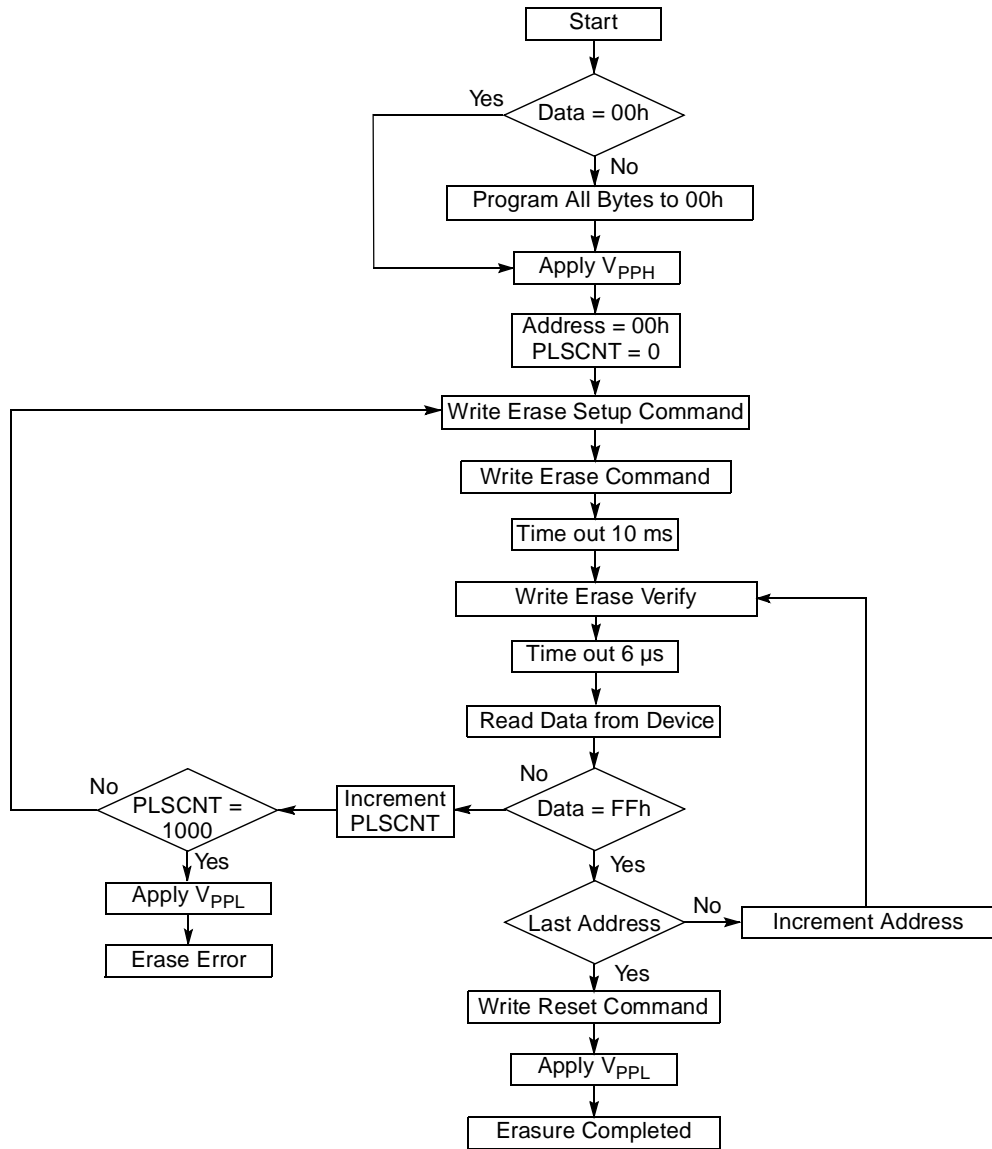 Start
Yes
Data = 00h
No
Program All Bytes to 00h
Apply VPPH
Address = 00h
PLSCNT = 0
Write Erase Setup Command
Write Erase Command
Time out 10 ms
Write Erase Verify
Time out 6 µs
Read Data from Device
No
PLSCNT =
1000
Increment
PLSCNT
No
Data = FFh
Yes
Yes
Apply VPPL
Last Address
No
Increment Address
Erase Error
Yes
Write Reset Command
Apply VPPL
Erasure Completed